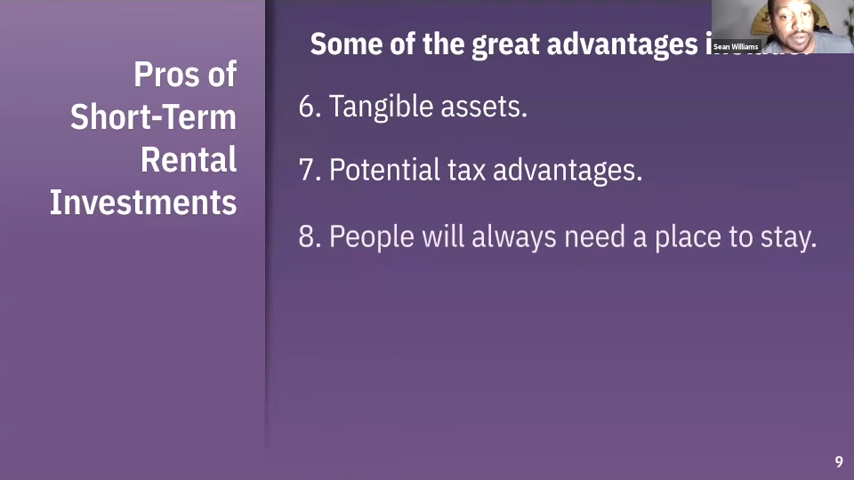 Pros of
Short-Term
Rental
Investments
Some of the great advantages
Sean Williams
6. Tangible assets.
7. Potential tax advantages.
8. People will always need a place to stay.
9